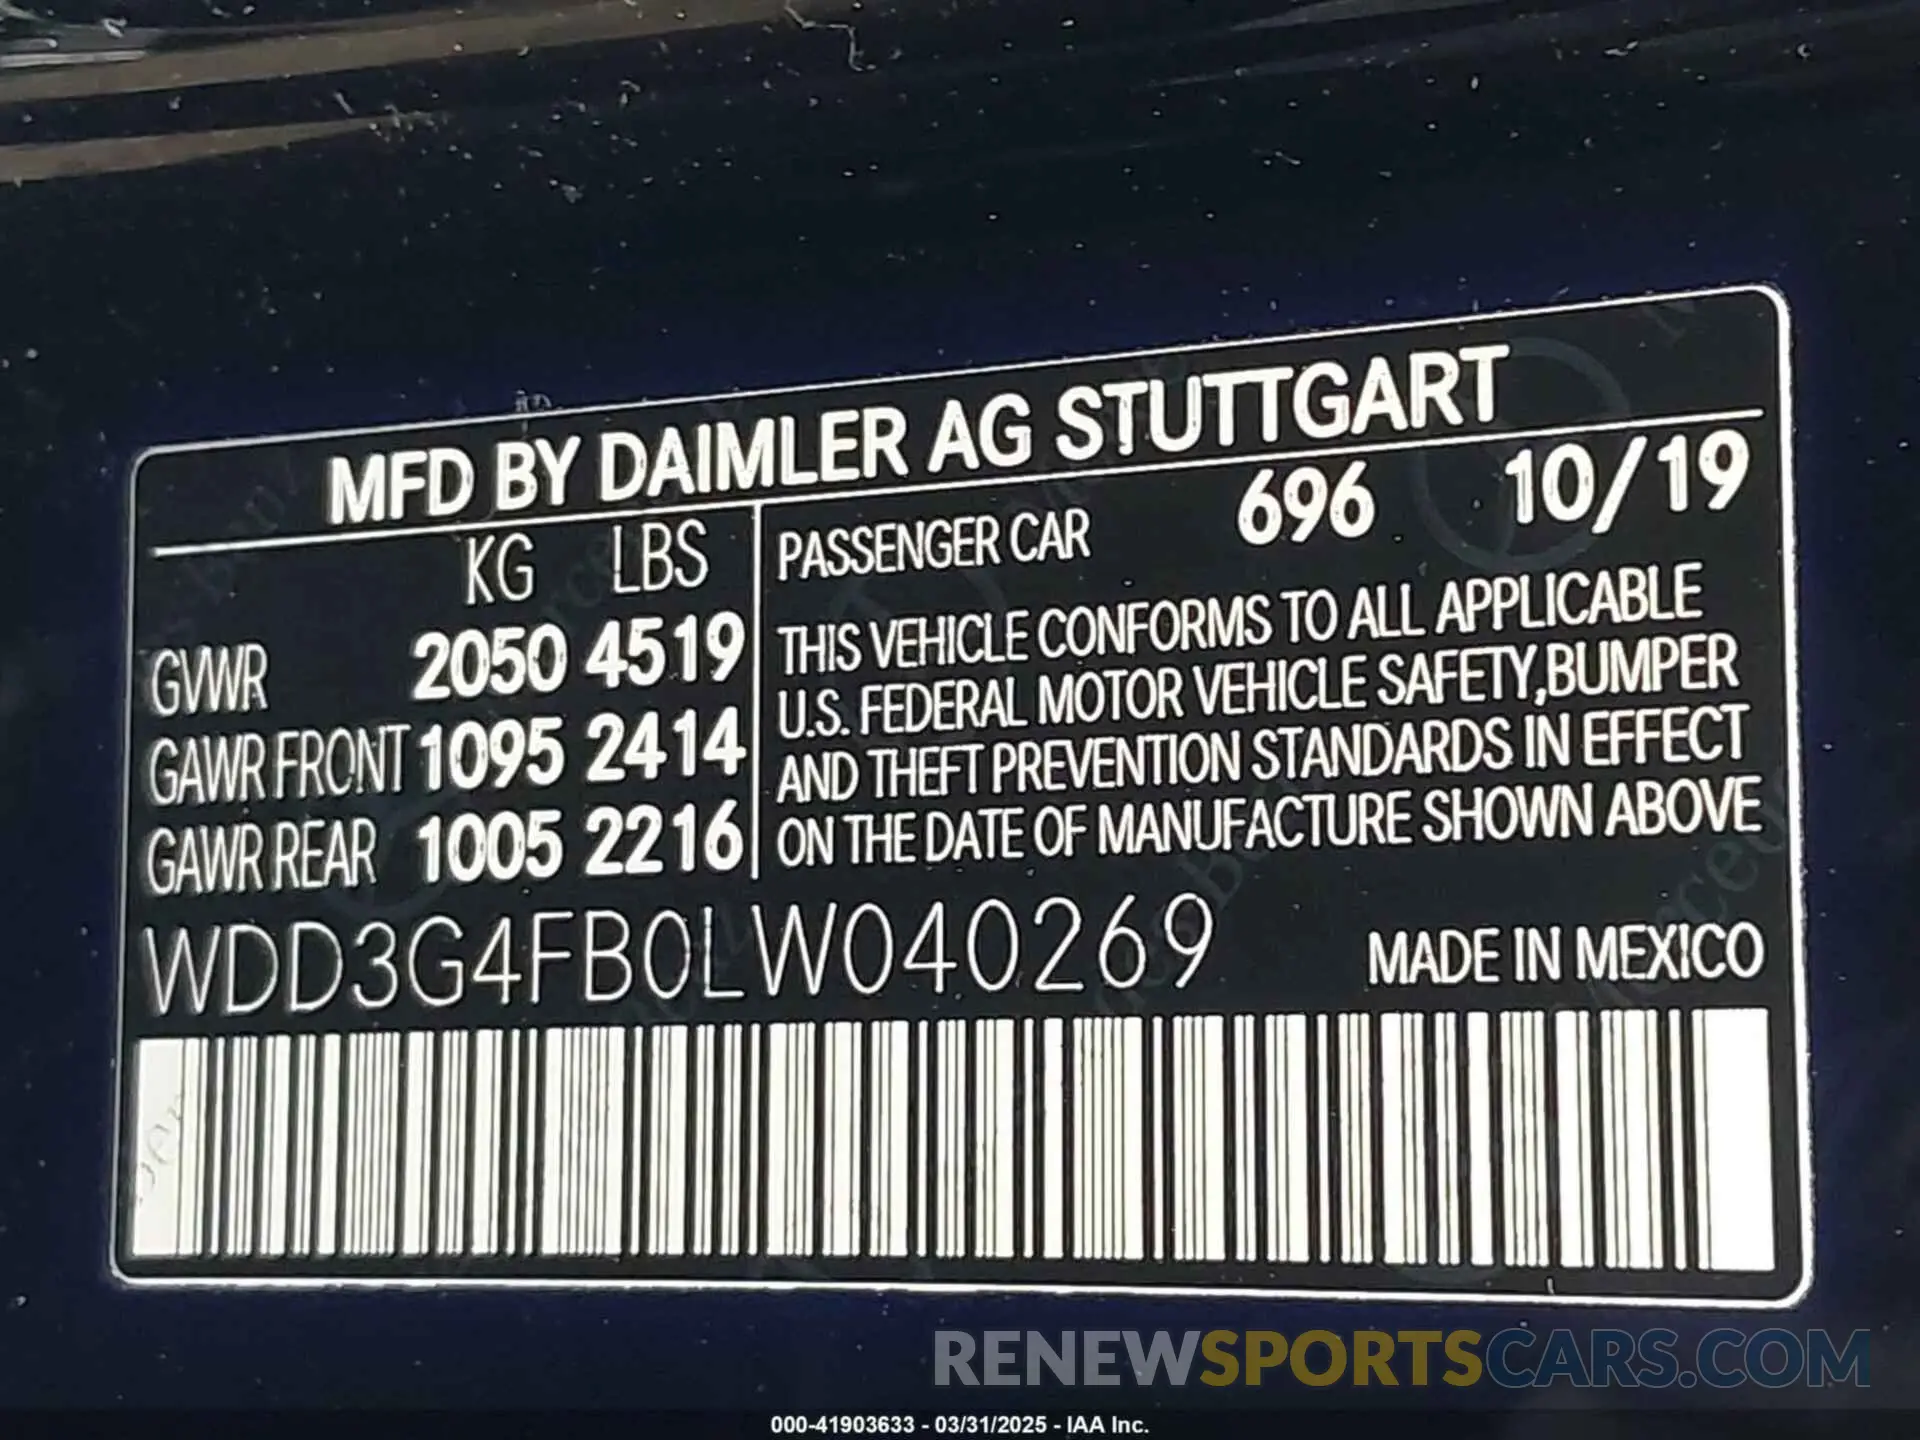 MFD BY DAIMLER AG STUTTGART
KG LBS
GVWR 2050 4519
GAWR FRONT 1095 2414
GAWR REAR 1005 2216
PASSENGER CAR 696 10/19
THIS VEHICLE CONFORMS TO ALL APPLICABLE
U.S. FEDERAL MOTOR VEHICLE SAFETY,BUMPER
AND THEFT PREVENTION STANDARDS IN EFFECT
ON THE DATE OF MANUFACTURE SHOWN ABOVE
WDD3G4FB0LW040269 MADE IN MEXICO
RENEWSPORTSCARS.COM
000-41903633 - 03/31/2025 - IAA Inc.